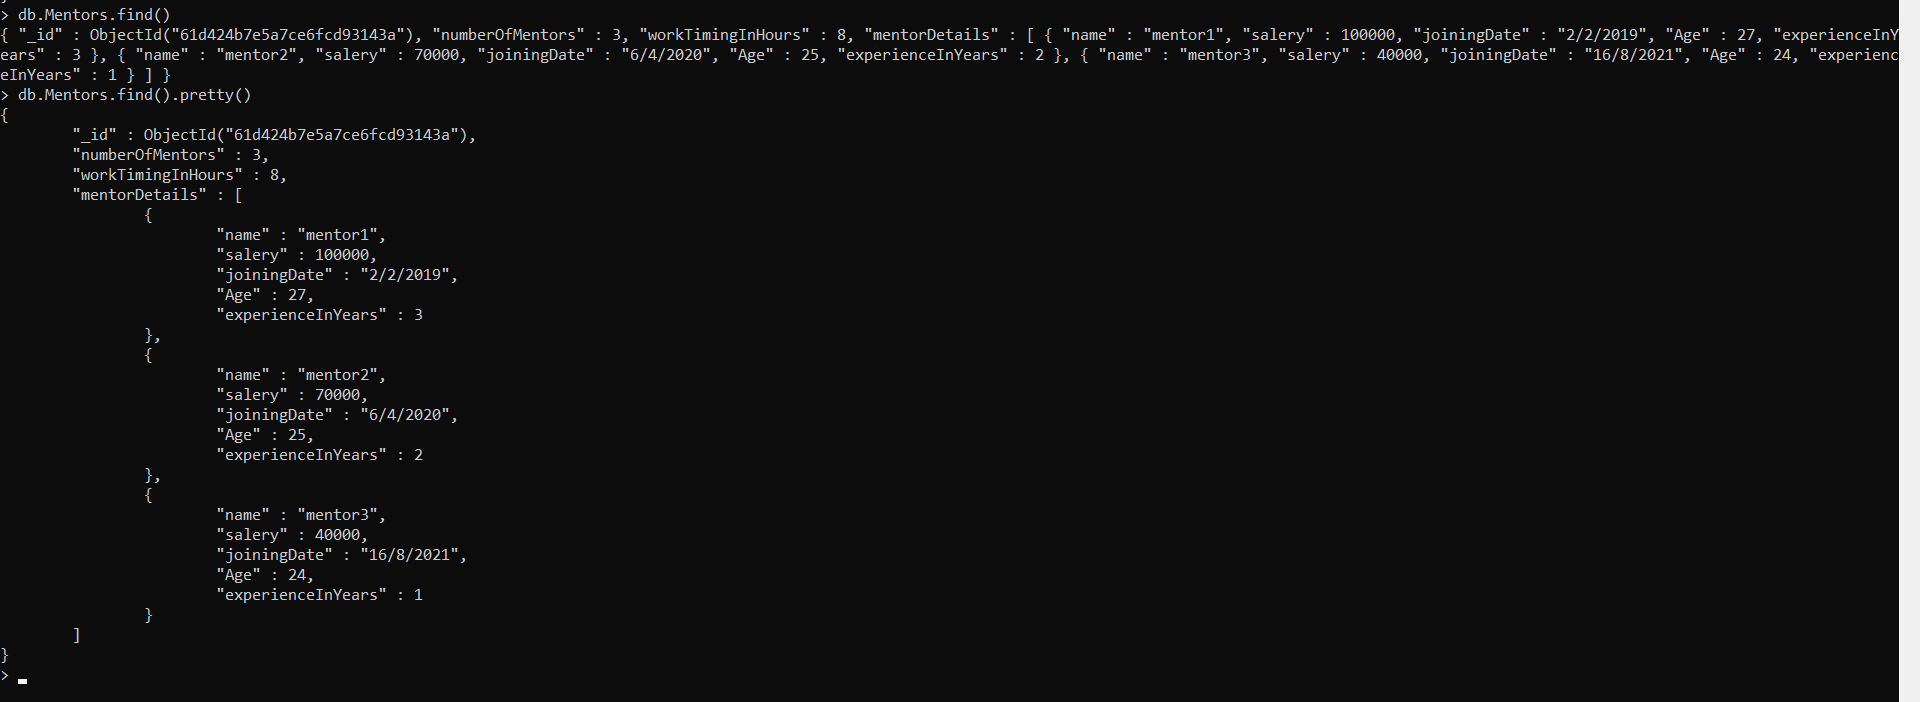 > db.Mentors.find()
{ "_id" : ObjectId("61d424b7e5a7ce6fcd93143a"), "numberOfMentors" : 3, "workTimingInHours" : 8, "mentorDetails" : [ { "name" : "mentor1", "salery" : 100000, "joiningDate" : "2/2/2019", "Age" : 27, "experienceInY
ears" : 3 }, { "name" : "mentor2", "salery" : 70000, "joiningDate" : "6/4/2020", "Age" : 25, "experienceInYears" : 2 }, { "name" : "mentor3", "salery" : 40000, "joiningDate" : "16/8/2021", "Age" : 24, "experienc
eInYears" : 1 } ] }
> db.Mentors.find().pretty()
{
        "_id" : ObjectId("61d424b7e5a7ce6fcd93143a"),
        "numberOfMentors" : 3,
        "workTimingInHours" : 8,
        "mentorDetails" : [
                {
                        "name" : "mentor1",
                        "salery" : 100000,
                        "joiningDate" : "2/2/2019",
                        "Age" : 27,
                        "experienceInYears" : 3
                },
                {
                        "name" : "mentor2",
                        "salery" : 70000,
                        "joiningDate" : "6/4/2020",
                        "Age" : 25,
                        "experienceInYears" : 2
                },
                {
                        "name" : "mentor3",
                        "salery" : 40000,
                        "joiningDate" : "16/8/2021",
                        "Age" : 24,
                        "experienceInYears" : 1
                }
        ]
}
>